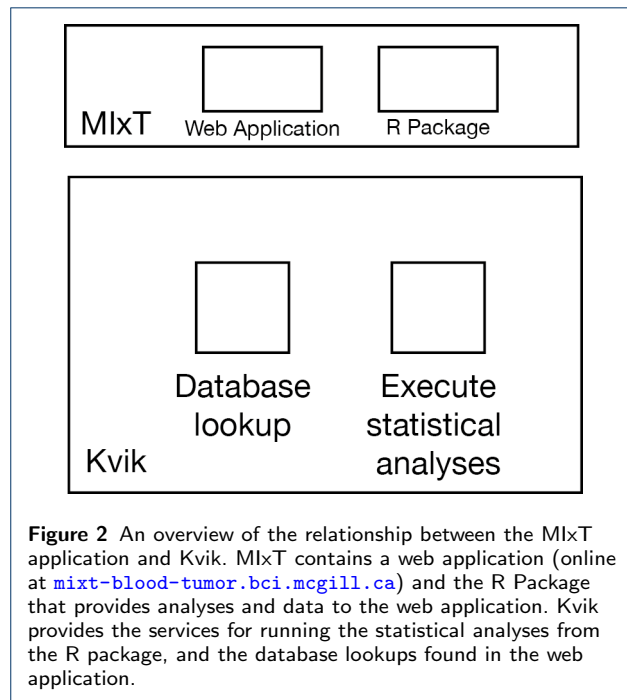 MIxT
Web Application
R Package
Database
lookup
Execute
statistical
analyses
Kvik
Figure 2 An overview of the relationship between the MIxT
application and Kvik. MIxT contains a web application (online
at mixt-blood-tumor.bci.mcgill.ca) and the R Package
that provides analyses and data to the web application. Kvik
provides the services for running the statistical analyses from
the R package, and the database lookups found in the web
application.